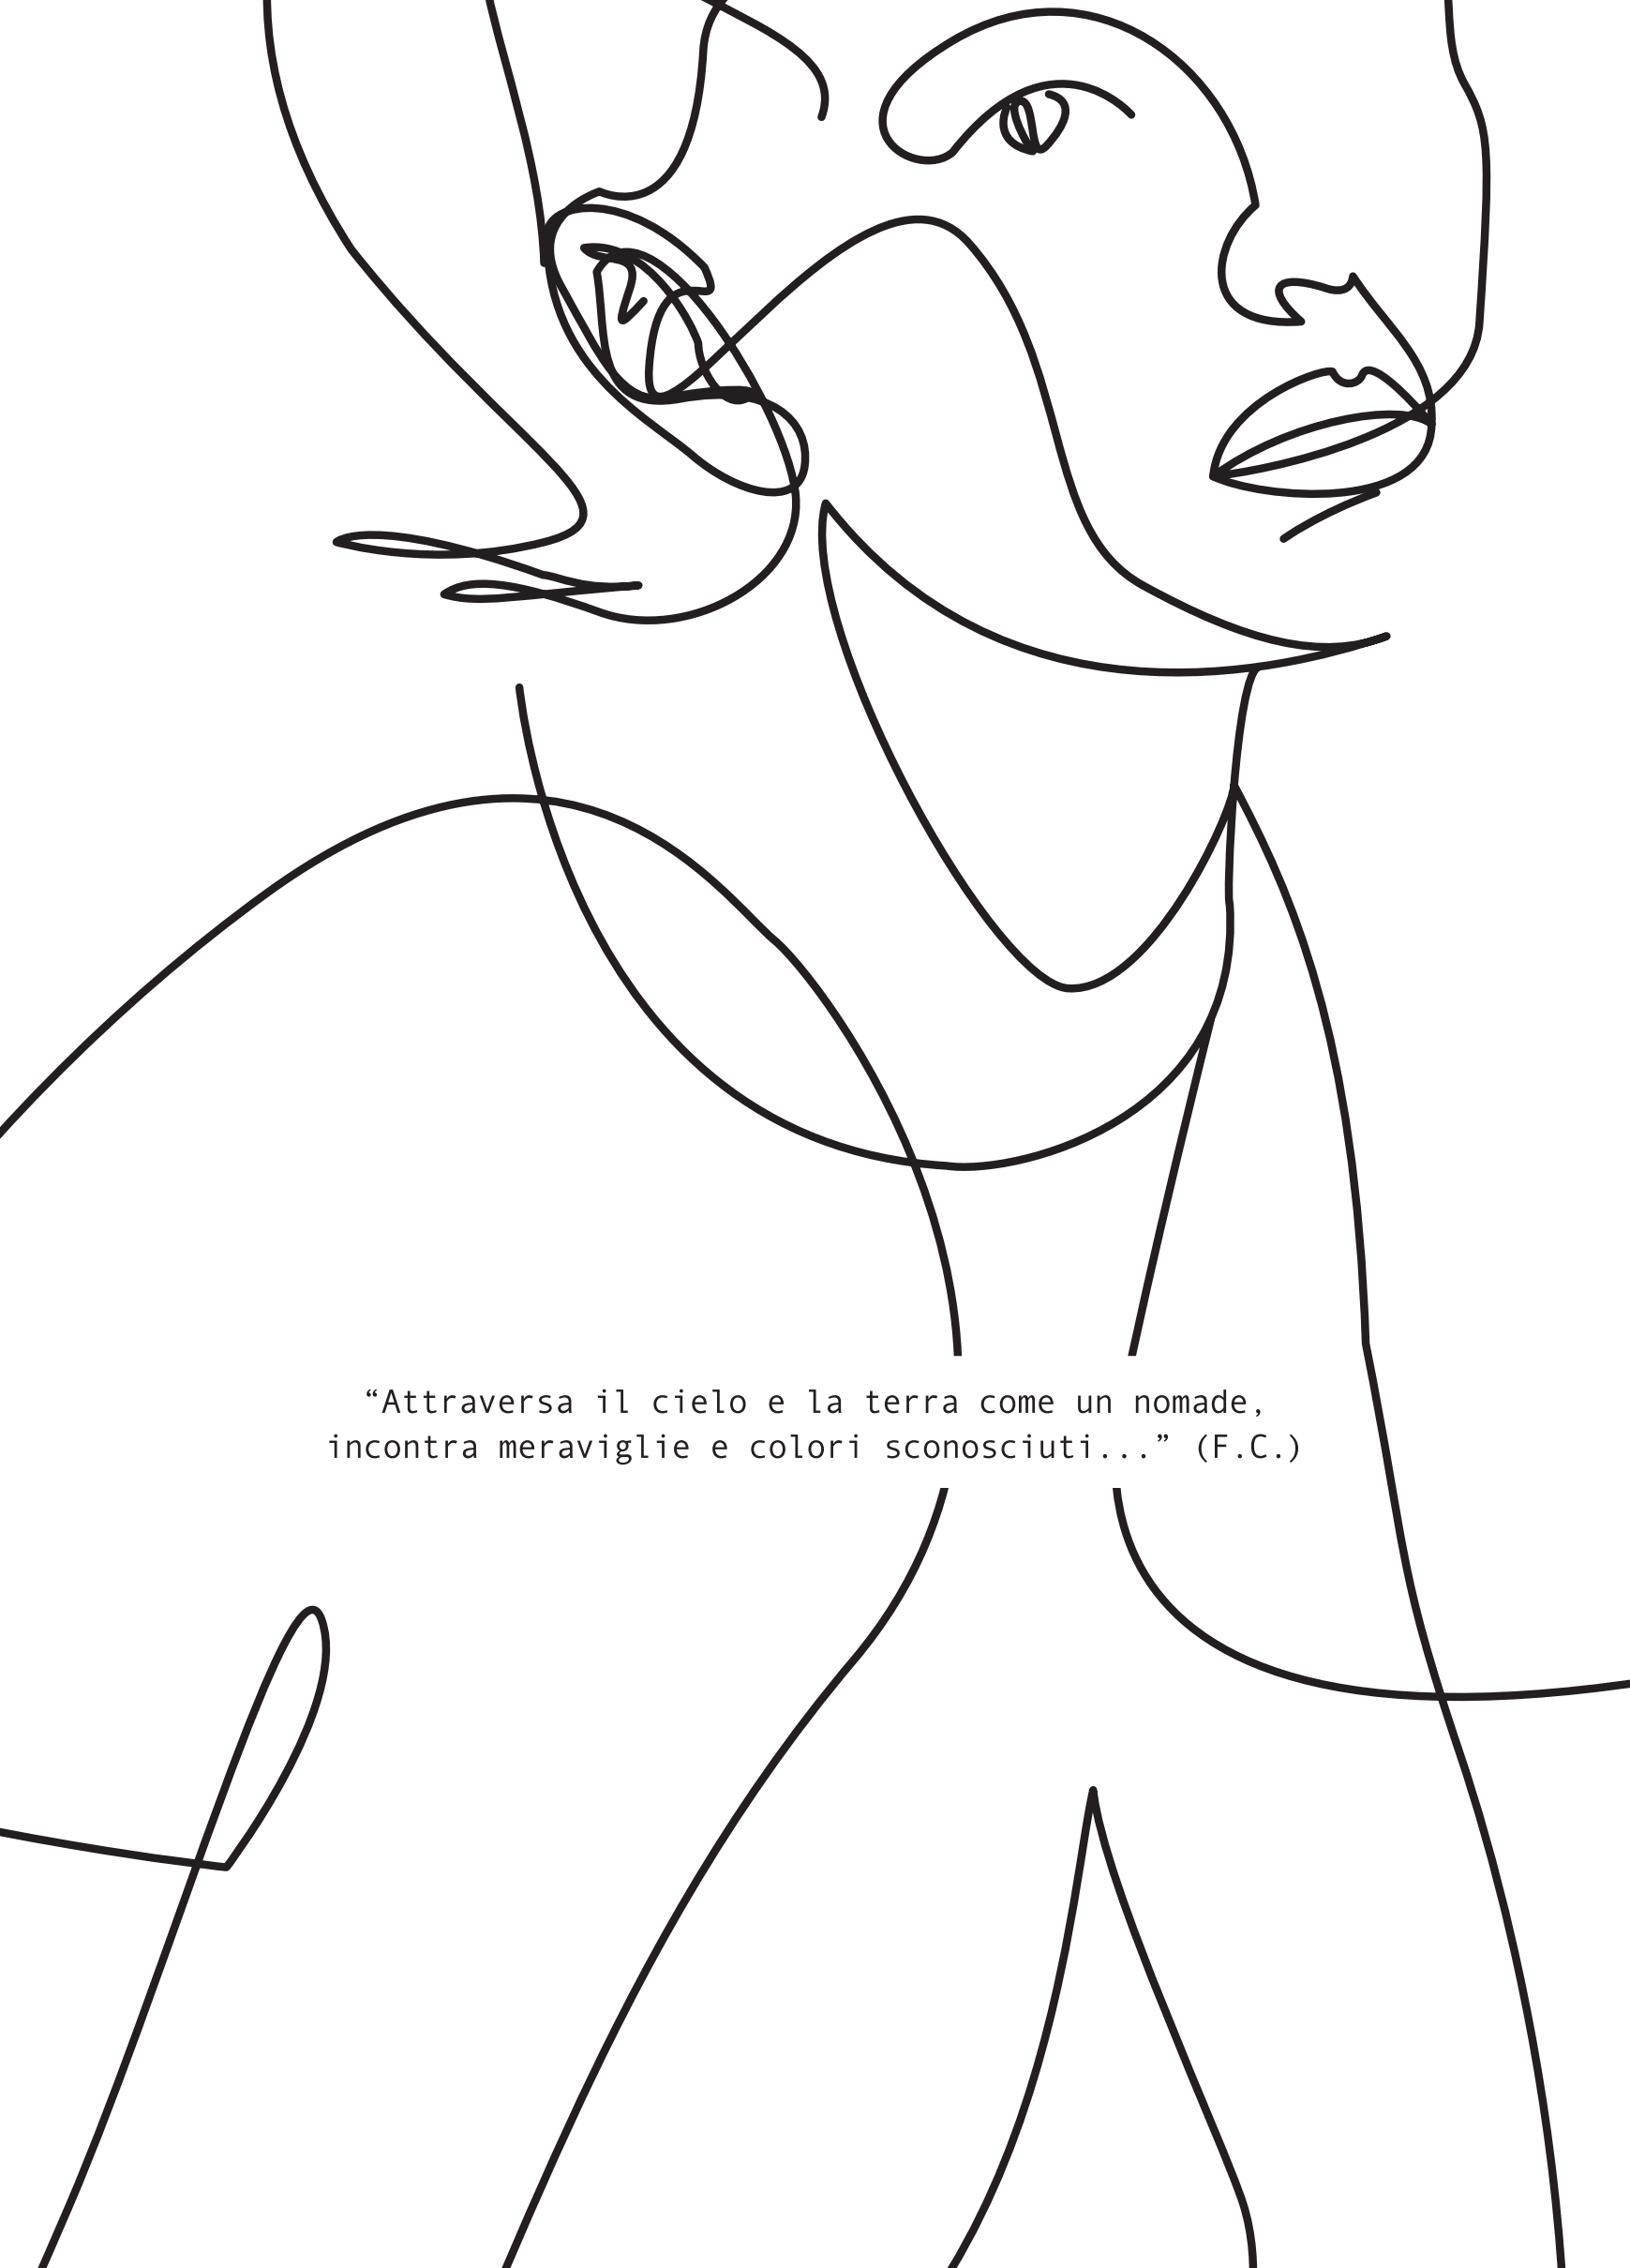 “Attraversa il cielo e la terra come un nomade,
incontra meraviglie e colori sconosciuti...” (F.C.)